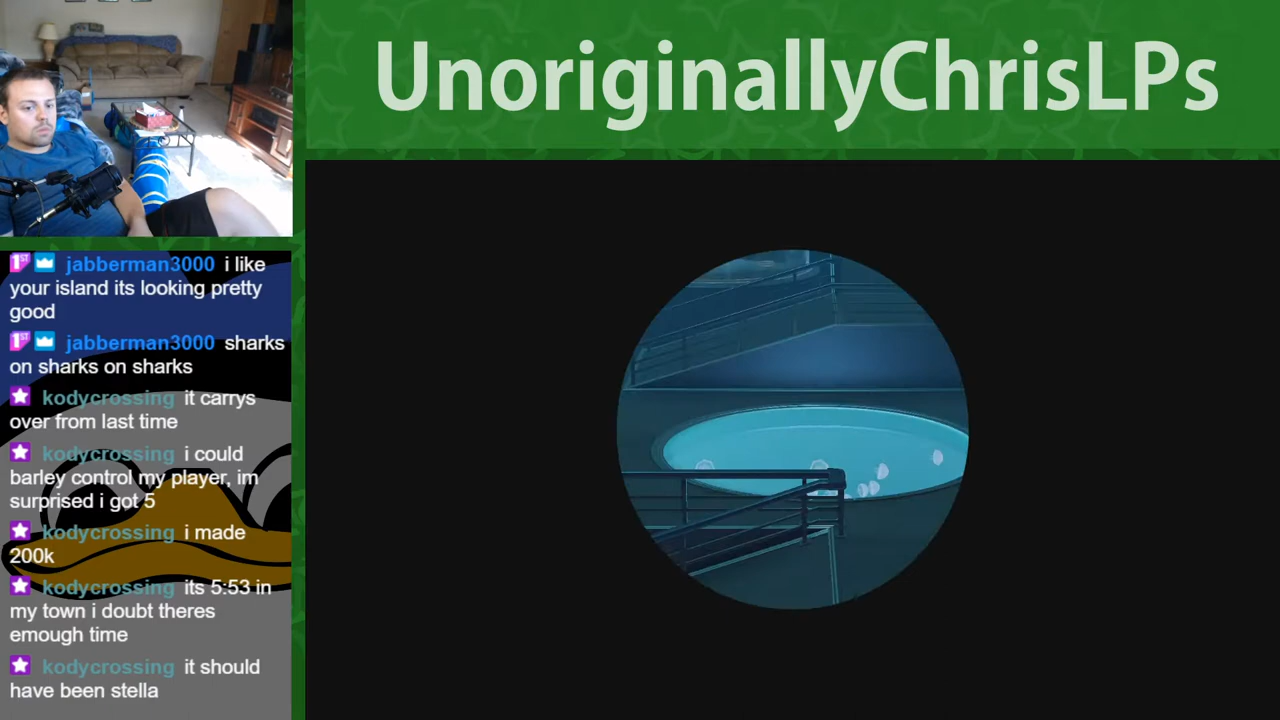 UnoriginallyChrisLPs
jabberman3000 i like
your island its looking pretty
good
jabberman3000 sharks
on sharks on sharks
kodycrossing it carrys
over from last time
kodycrossing i could
barley control my player, im
surprised i got 5
kodycrossing i made
200k
kodycrossing its 5:53 in
my town i doubt theres
emough time
kodycrossing it should
have been stella